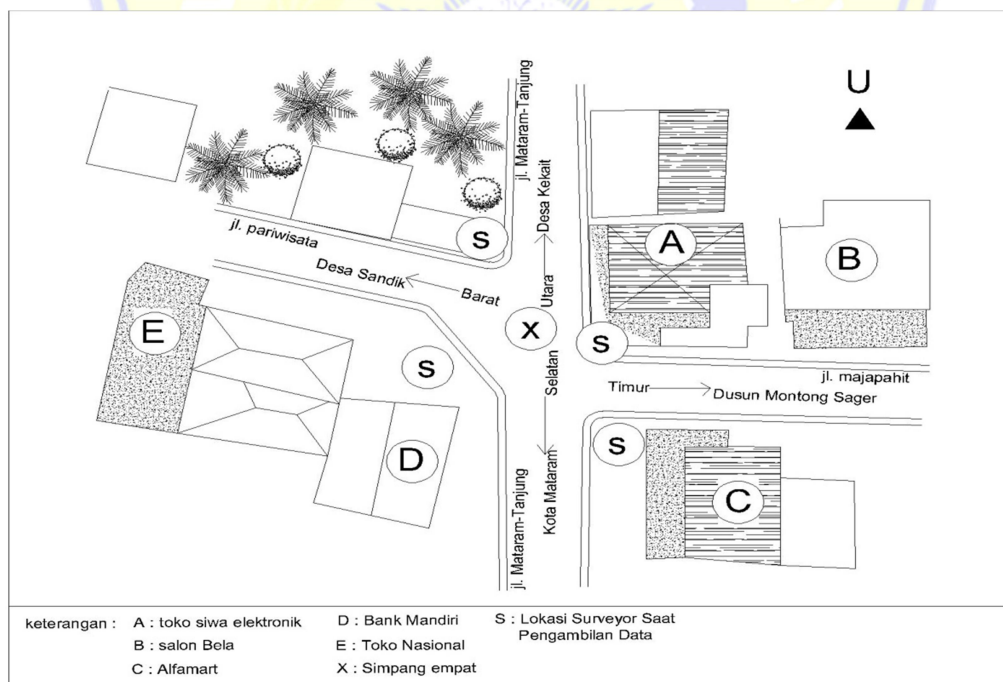 U
jl. Mataram-Tanjung
Desa Kekait
Utara
S
A
B
jl. pariwisata
Desa Sandik
Barat
X
S
E
S
Selatan
Timur
jl. majapahit
Dusun Montong Sager
S
D
C
Kota Mataram
jl. Mataram-Tanjung
keterangan :
A : toko siwa elektronik
B : salon Bela
C : Alfamart
D : Bank Mandiri
E : Toko Nasional
X : Simpang empat
S : Lokasi Surveyor Saat
Pengambilan Data